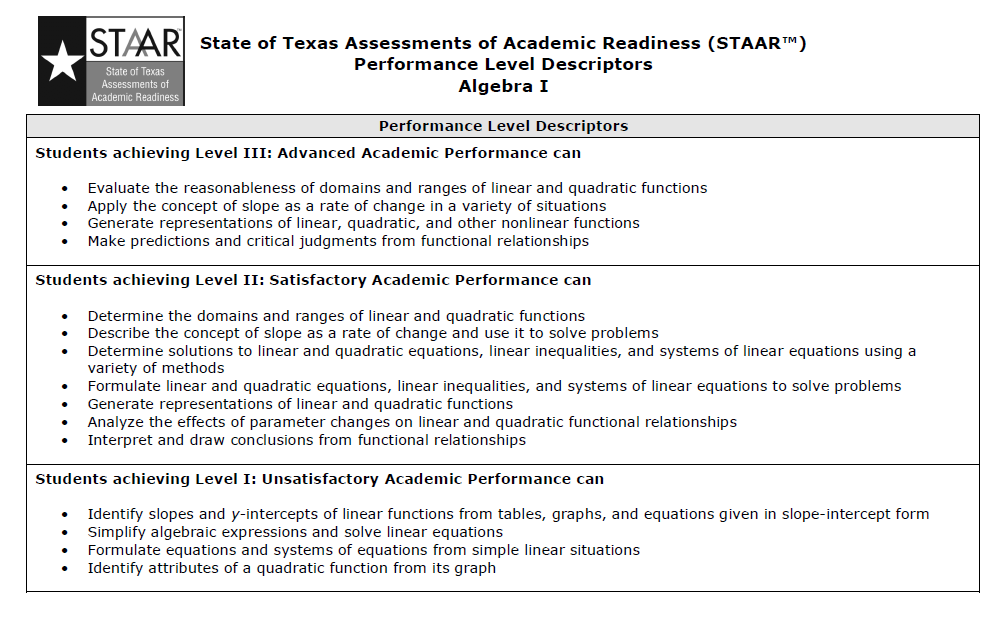 STAAR™
State of Texas
Assessments of
Academic Readiness
State of Texas Assessments of Academic Readiness (STAAR™)
Performance Level Descriptors
Algebra I
Performance Level Descriptors
Students achieving Level III: Advanced Academic Performance can
• Evaluate the reasonableness of domains and ranges of linear and quadratic functions
• Apply the concept of slope as a rate of change in a variety of situations
• Generate representations of linear, quadratic, and other nonlinear functions
• Make predictions and critical judgments from functional relationships
Students achieving Level II: Satisfactory Academic Performance can
• Determine the domains and ranges of linear and quadratic functions
• Describe the concept of slope as a rate of change and use it to solve problems
• Determine solutions to linear and quadratic equations, linear inequalities, and systems of linear equations using a
variety of methods
• Formulate linear and quadratic equations, linear inequalities, and systems of linear equations to solve problems
• Generate representations of linear and quadratic functions
• Analyze the effects of parameter changes on linear and quadratic functional relationships
• Interpret and draw conclusions from functional relationships
Students achieving Level I: Unsatisfactory Academic Performance can
• Identify slopes and y-intercepts of linear functions from tables, graphs, and equations given in slope-intercept form
• Simplify algebraic expressions and solve linear equations
• Formulate equations and systems of equations from simple linear situations
• Identify attributes of a quadratic function from its graph